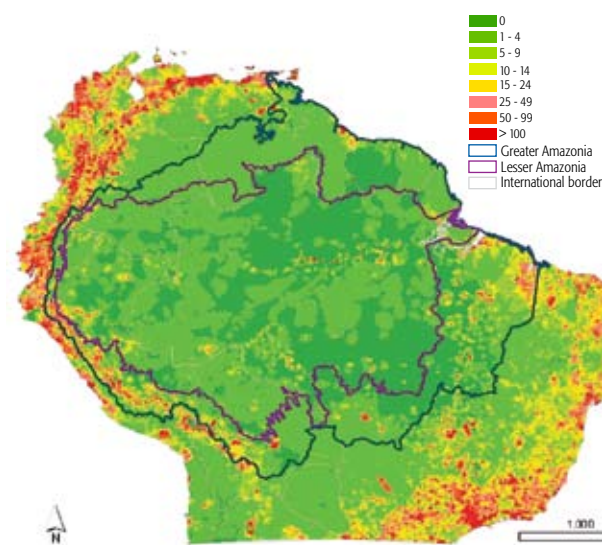 0
1 - 4
5 - 9
10 - 14
15 - 24
25 - 49
50 - 99
> 100
Greater Amazonia
Lesser Amazonia
International border
1.000
N